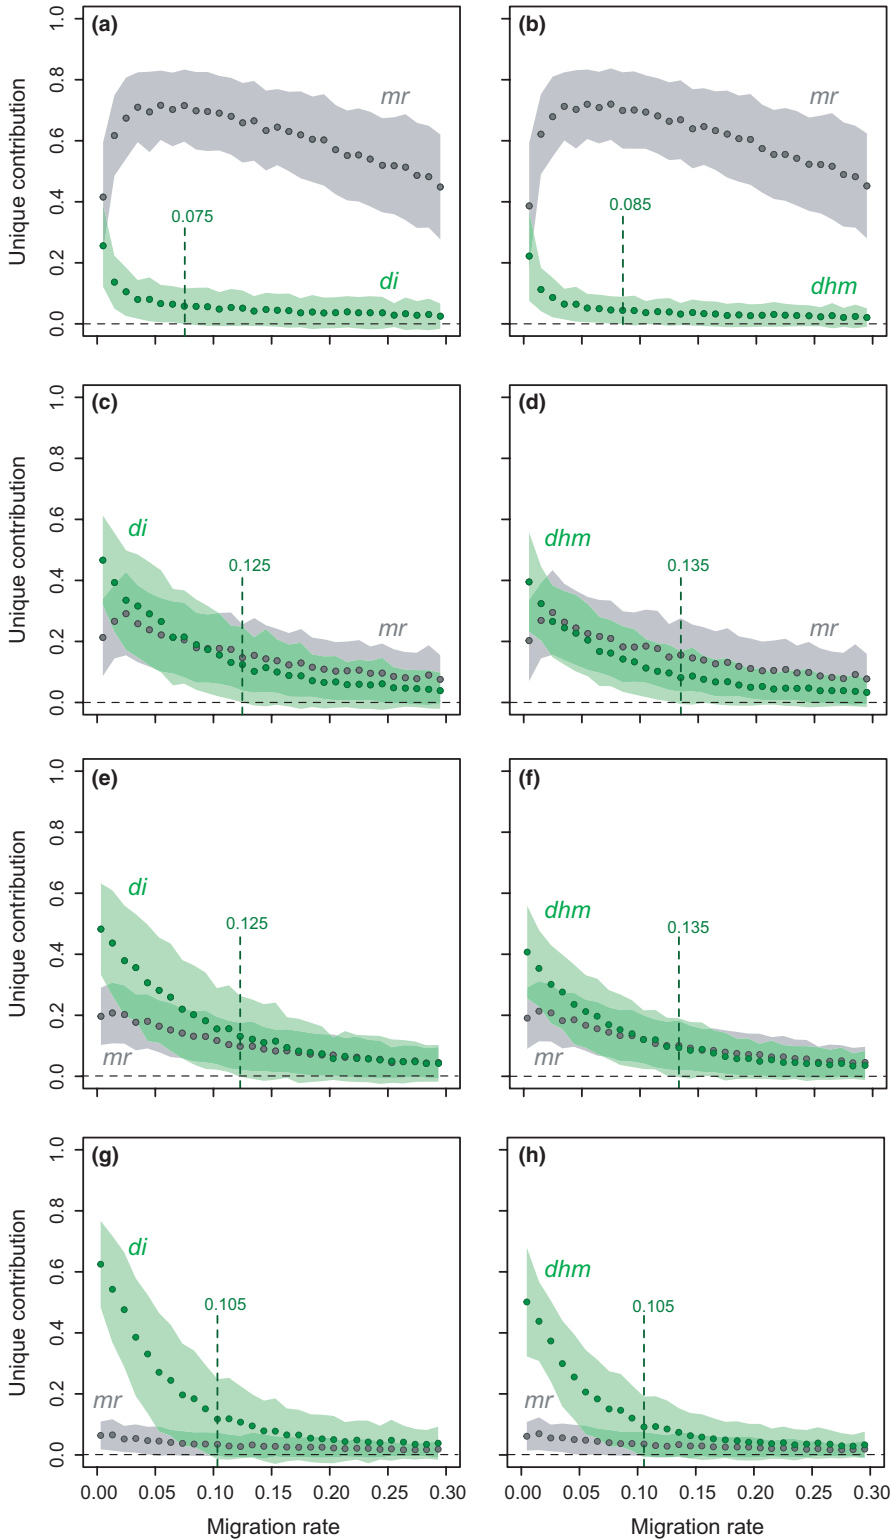 (a)
(b)
Unique contribution
1.0
0.8
0.6
0.4
0.2
0.0
mr
0.075
di
mr
0.085
dhm
(c)
(d)
Unique contribution
1.0
0.8
0.6
0.4
0.2
0.0
di
0.125
mr
dhm
0.135
mr
(e)
(f)
Unique contribution
1.0
0.8
0.6
0.4
0.2
0.0
di
0.125
mr
dhm
0.135
mr
(g)
(h)
Unique contribution
1.0
0.8
0.6
0.4
0.2
0.0
di
0.105
mr
dhm
0.105
mr
0.00 0.05 0.10 0.15 0.20 0.25 0.30
0.00 0.05 0.10 0.15 0.20 0.25 0.30
Migration rate
Migration rate